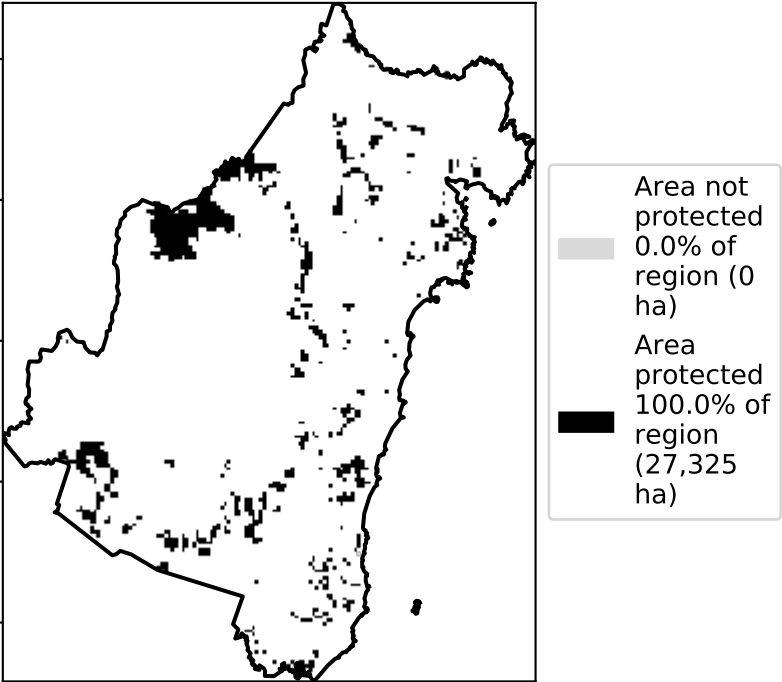 Area not
protected
0.0% of
region (0
ha)
Area
protected
100.0% of
region
(27,325
ha)